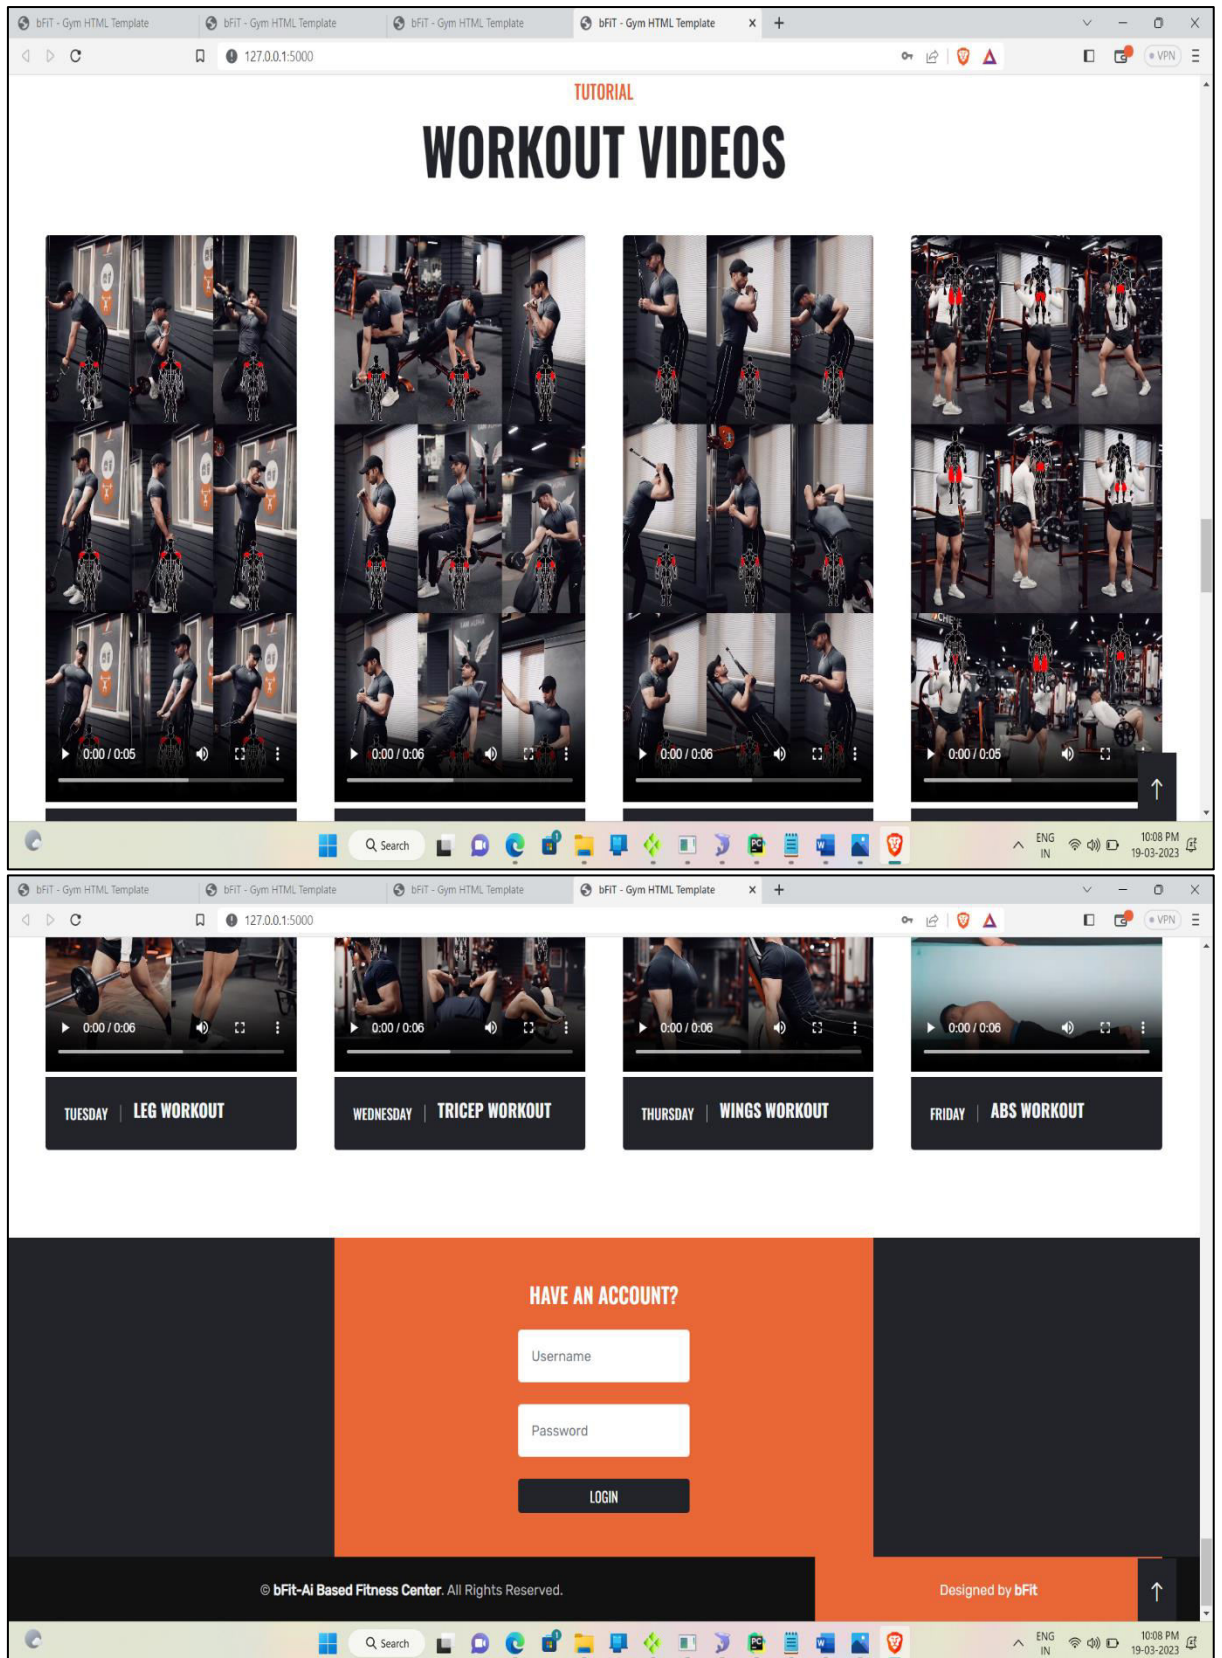 bFiT - Gym HTML Template bFiT - Gym HTML Template bFiT - Gym HTML Template bFiT - Gym HTML Template
127.0.0.1:5000 VPN
TUTORIAL
WORKOUT VIDEOS
0:00 / 0:05 0:00 / 0:06 0:00 / 0:06 0:00 / 0:05
Search ENG IN 10:08 PM 19-03-2023
bFiT - Gym HTML Template bFiT - Gym HTML Template bFiT - Gym HTML Template bFiT - Gym HTML Template
127.0.0.1:5000 VPN
0:00 / 0:06 0:00 / 0:06 0:00 / 0:06 0:00 / 0:06
TUESDAY | LEG WORKOUT WEDNESDAY | TRICEP WORKOUT THURSDAY | WINGS WORKOUT FRIDAY | ABS WORKOUT
HAVE AN ACCOUNT?
Username
Password
LOGIN
© bFit-Ai Based Fitness Center. All Rights Reserved. Designed by bFit
Search ENG IN 10:08 PM 19-03-2023